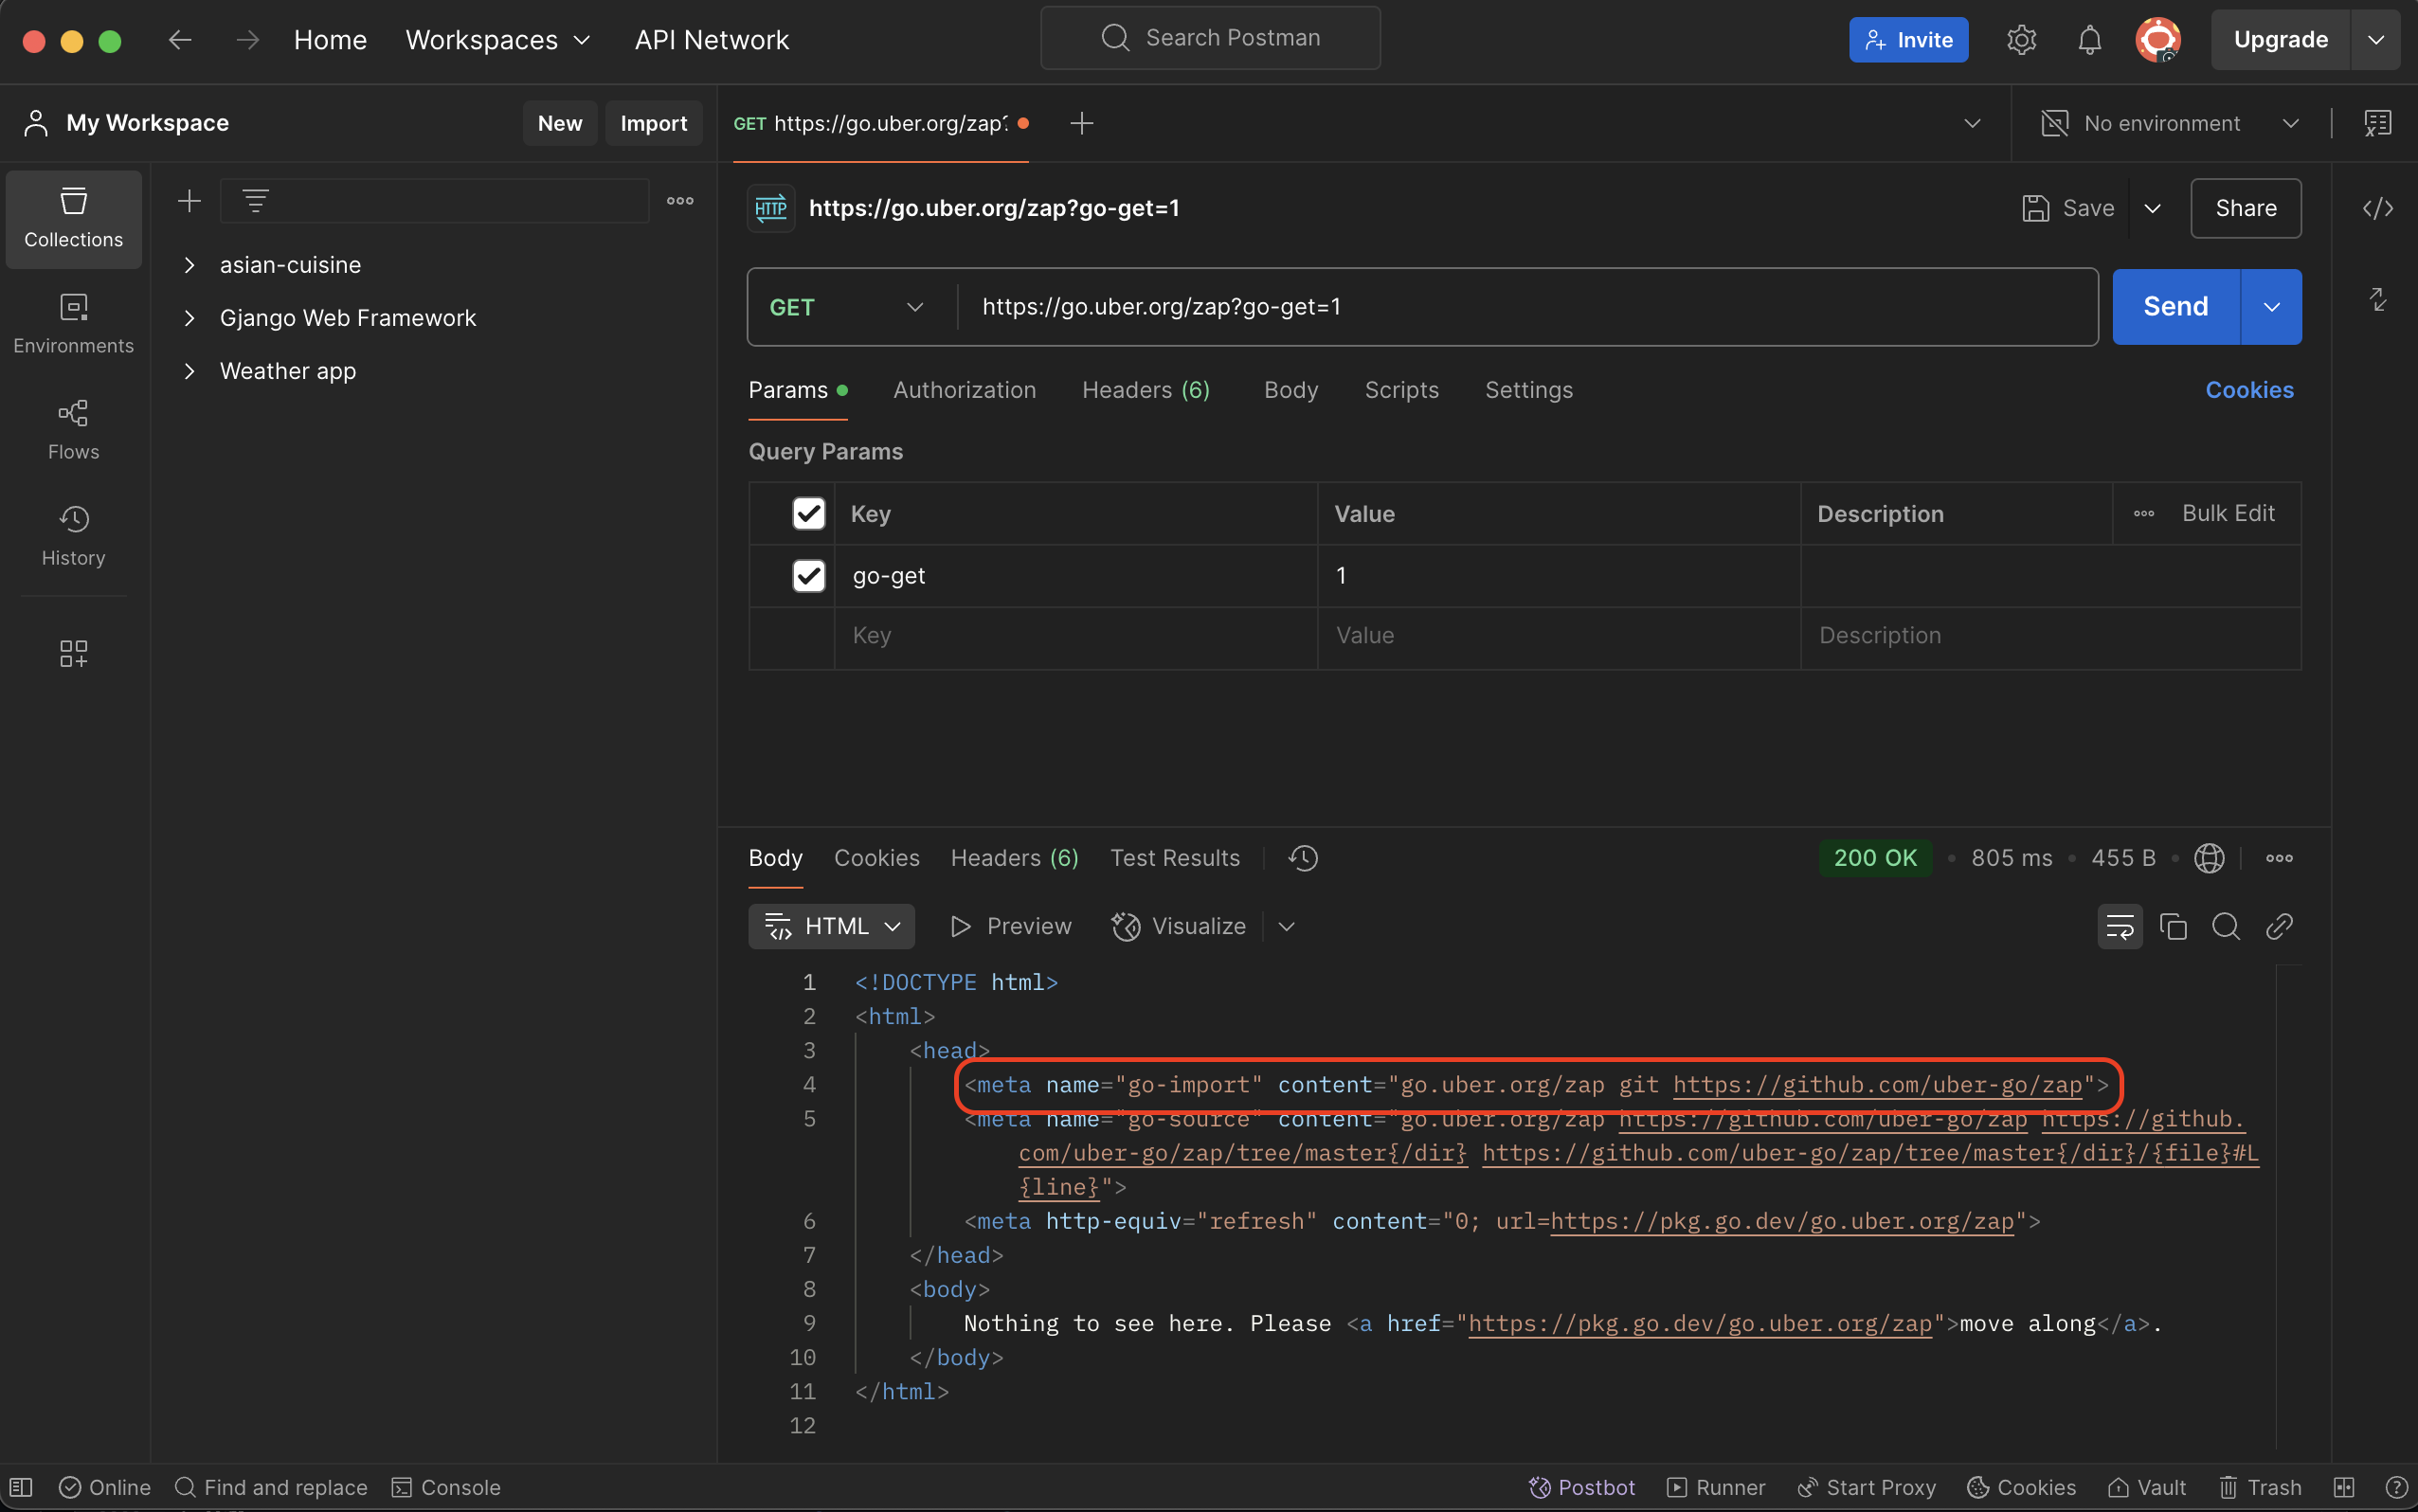 Home Workspaces API Network Search Postman Invite Upgrade
My Workspace New Import GET https://go.uber.org/zap? No environment
Collections
Environments
Flows
History
asian-cuisine
Gjango Web Framework
Weather app
HTTP https://go.uber.org/zap?go-get=1 Save Share
GET https://go.uber.org/zap?go-get=1 Send
Params Authorization Headers (6) Body Scripts Settings Cookies
Query Params
Key Value Description Bulk Edit
go-get 1
Key Value Description
Body Cookies Headers (6) Test Results 200 OK • 805 ms • 455 B •
HTML Preview Visualize
1 <!DOCTYPE html>
2 <html>
3 <head>
4 <meta name="go-import" content="go.uber.org/zap git https://github.com/uber-go/zap">
5 <meta name="go-source" content="go.uber.org/zap https://github.com/uber-go/zap https://github.
com/uber-go/zap/tree/master{/dir} https://github.com/uber-go/zap/tree/master{/dir}/{file}#L
{line}">
6 <meta http-equiv="refresh" content="0; url=https://pkg.go.dev/go.uber.org/zap">
7 </head>
8 <body>
9 Nothing to see here. Please <a href="https://pkg.go.dev/go.uber.org/zap">move along</a>.
10 </body>
11 </html>
12
Online Find and replace Console Postbot Runner Start Proxy Cookies Vault Trash